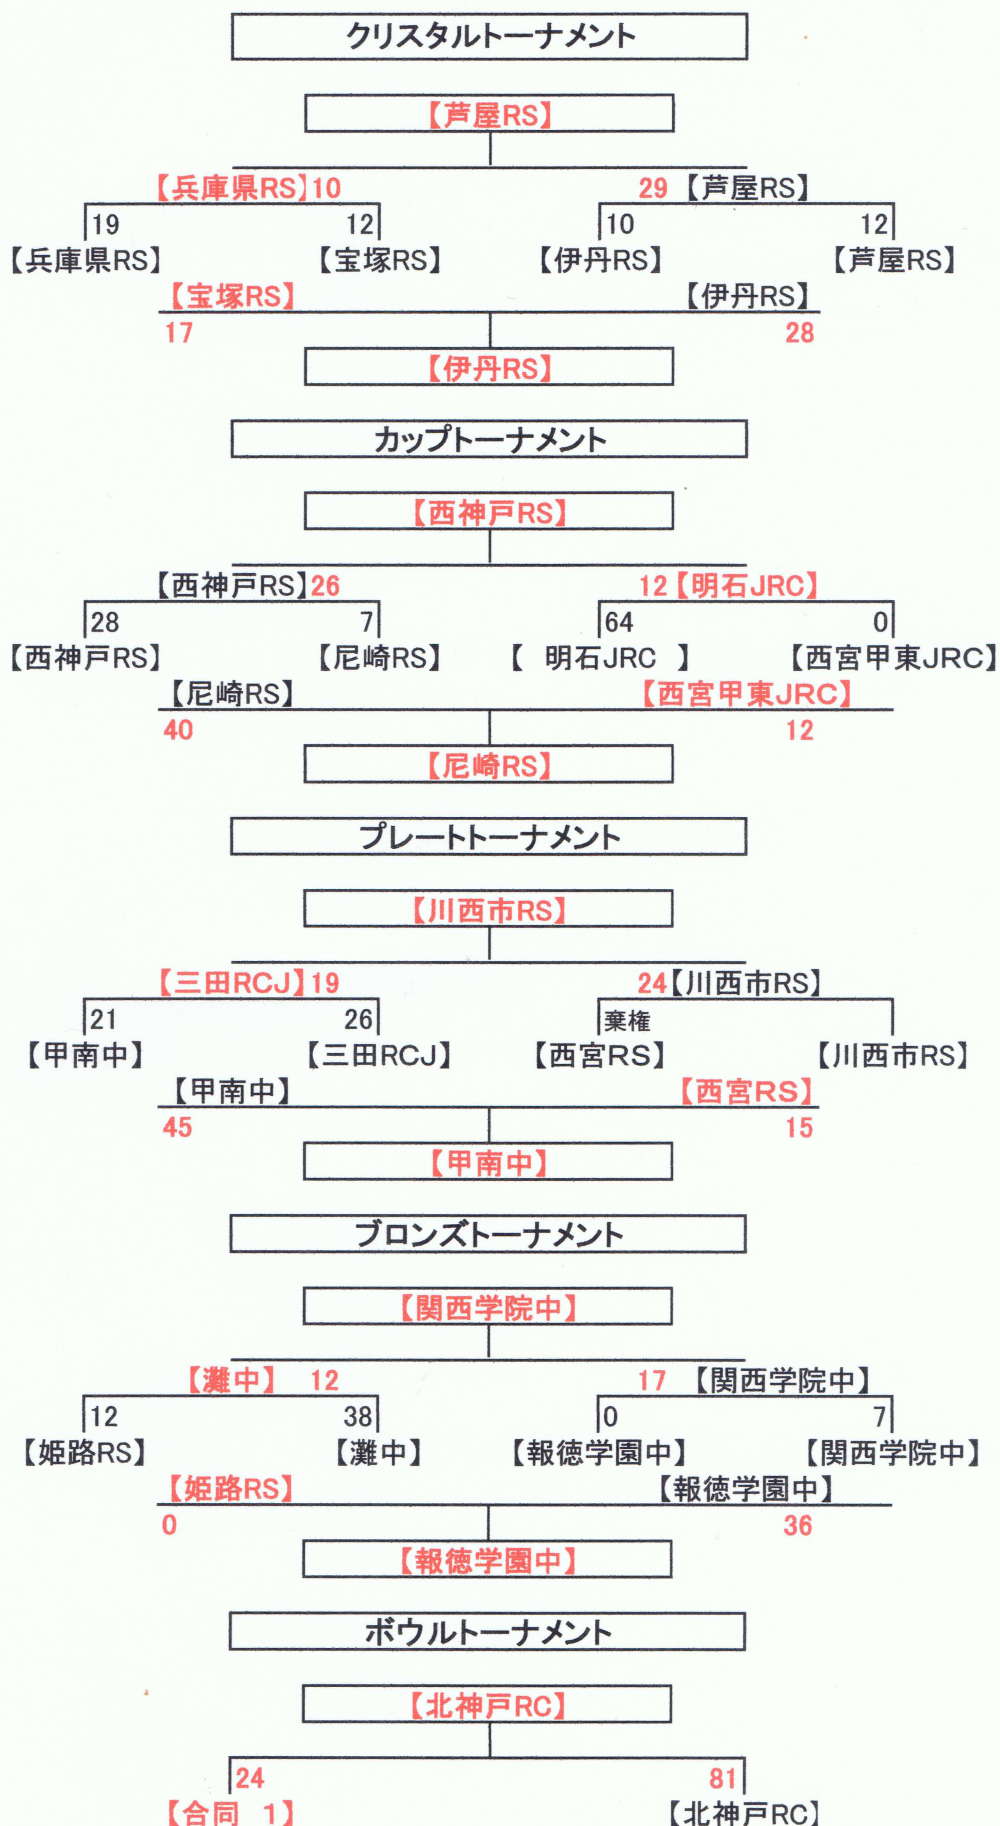 クリスタルトーナメント
【芦屋RS】
【兵庫県RS】10 29 【芦屋RS】
19 12 10 12
【兵庫県RS】 【宝塚RS】 【伊丹RS】 【芦屋RS】
【宝塚RS】 【伊丹RS】
17 28
【伊丹RS】
カップトーナメント
【西神戸RS】
【西神戸RS】26 12【明石JRC】
28 7 64 0
【西神戸RS】 【尼崎RS】 【 明石JRC 】 【西宮甲東JRC】
【尼崎RS】 【西宮甲東JRC】
40 12
【尼崎RS】
プレートトーナメント
【川西市RS】
【三田RCJ】19 24【川西市RS】
21 26 棄権
【甲南中】 【三田RCJ】 【西宮RS】 【川西市RS】
【甲南中】 【西宮RS】
45 15
【甲南中】
ブロンズトーナメント
【関西学院中】
【灘中】 12 17 【関西学院中】
12 38 0 7
【姫路RS】 【灘中】 【報徳学園中】 【関西学院中】
【姫路RS】 【報徳学園中】
0 36
【報徳学園中】
ボウルトーナメント
【北神戸RC】
24 81
【合同 1】 【北神戸RC】